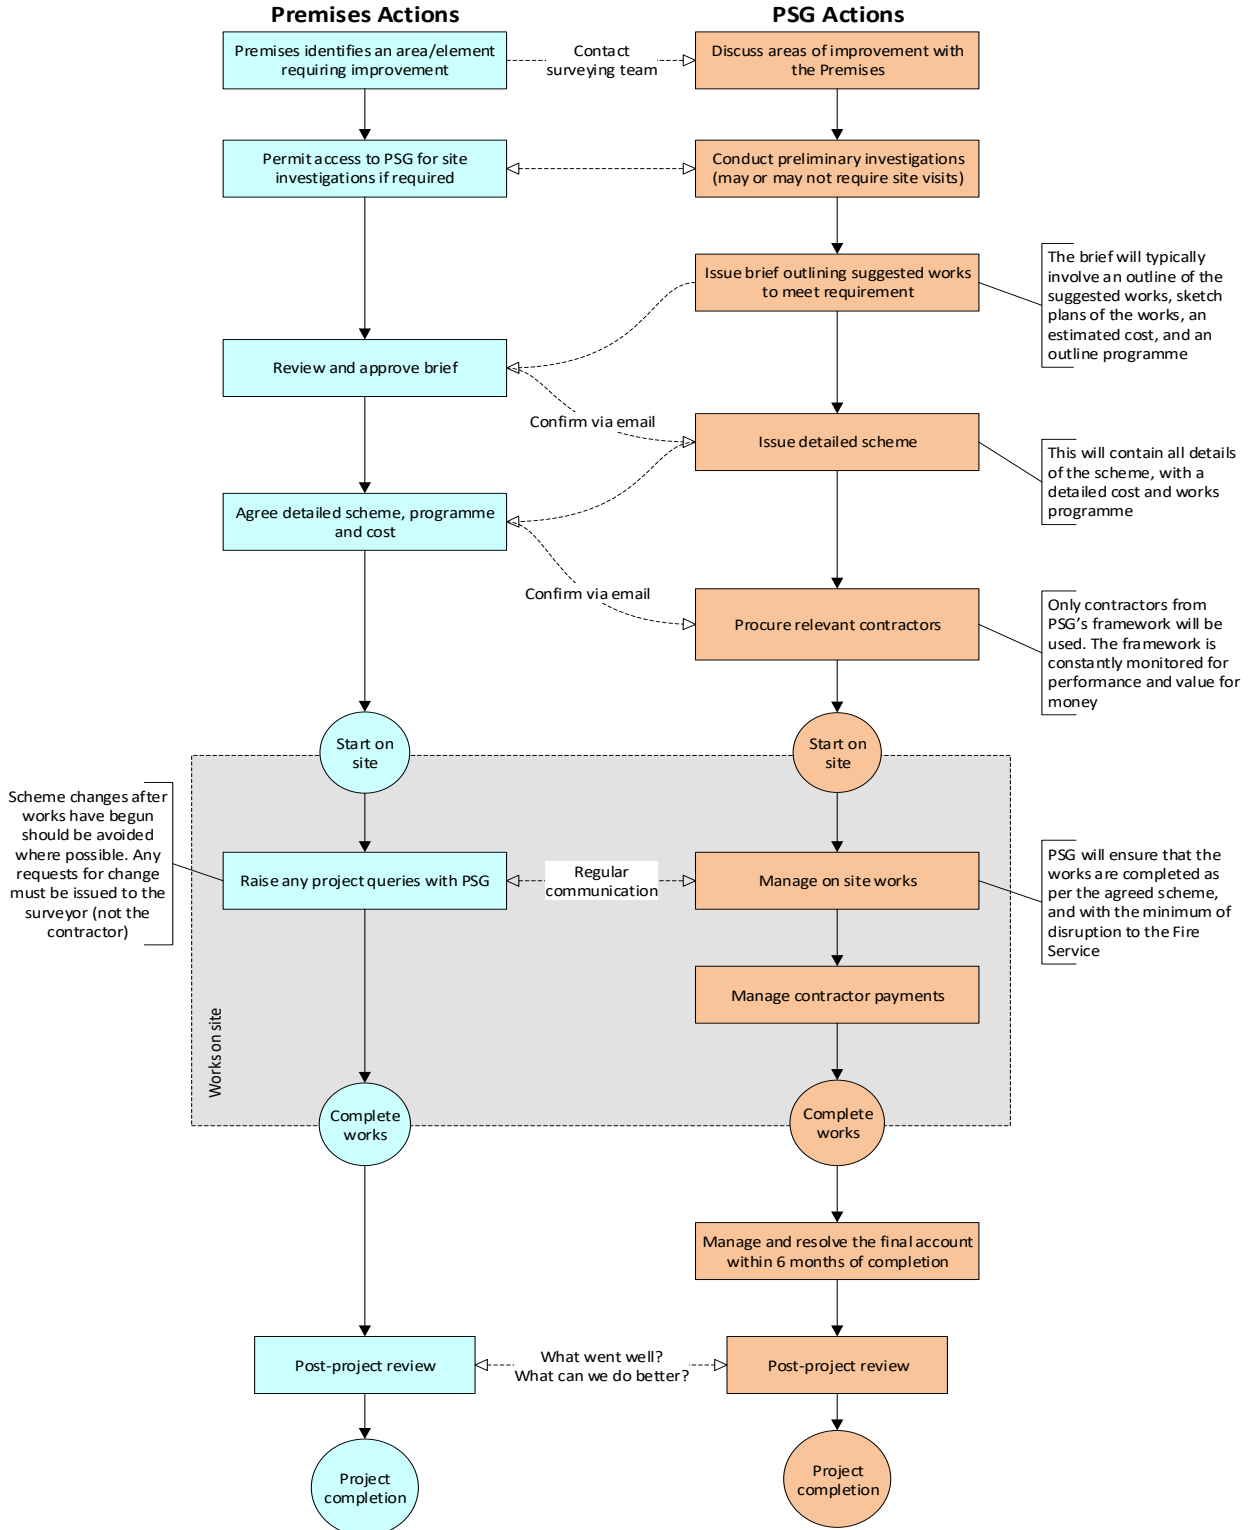 Premises Actions
PSG Actions
Premises identifies an area/element
requiring improvement
Contact
surveying team
Discuss areas of improvement with
the Premises
Permit access to PSG for site
investigations if required
Conduct preliminary investigations
(may or may not require site visits)
Issue brief outlining suggested works
to meet requirement
The brief will typically
involve an outline of the
suggested works, sketch
plans of the works, an
estimated cost, and an
outline programme
Review and approve brief
Confirm via email
Issue detailed scheme
This will contain all details
of the scheme, with a
detailed cost and works
programme
Agree detailed scheme, programme
and cost
Confirm via email
Procure relevant contractors
Only contractors from
PSG’s framework will be
used. The framework is
constantly monitored for
performance and value for
money
Start on
site
Start on
site
Scheme changes after
works have begun
should be avoided
where possible. Any
requests for change
must be issued to the
surveyor (not the
contractor)
Raise any project queries with PSG
Regular
communication
Manage on site works
PSG will ensure that the
works are completed as
per the agreed scheme,
and with the minimum of
disruption to the Fire
Service
Manage contractor payments
Works on site
Complete
works
Complete
works
Manage and resolve the final account
within 6 months of completion
Post-project review
What went well?
What can we do better?
Post-project review
Project
completion
Project
completion